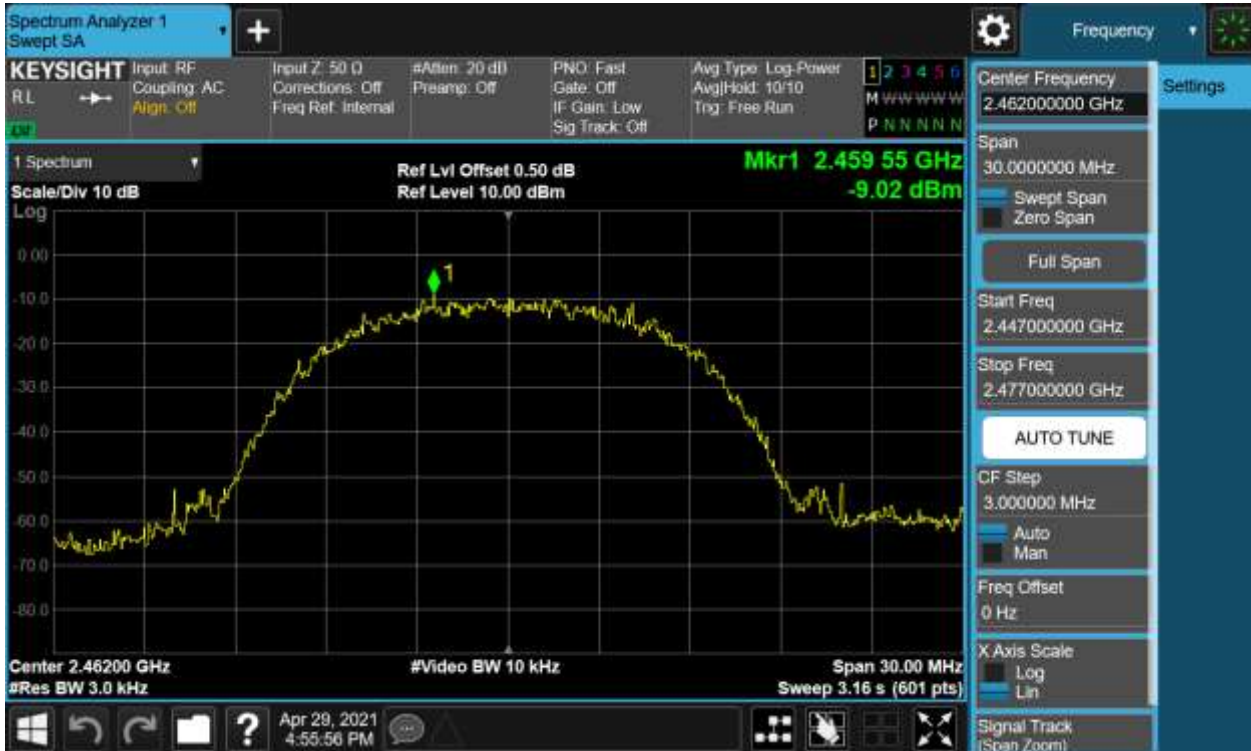 Spectrum Analyzer 1
Swept SA
+
Frequency
KEYSIGHT
RL
Input: RF
Coupling: AC
Align: Off
Input Z: 50 Ω
Corrections: Off
Freq Ref: Internal
#Atten: 20 dB
Preamp: Off
PNO: Fast
Gate: Off
IF Gain: Low
Sig Track: Off
Avg Type: Log-Power
Avg|Hold: 10/10
Trig: Free Run
1 2 3 4 5 6
M W W W W W
P N N N N N
1 Spectrum
Scale/Div 10 dB
Log
Ref Lvl Offset 0.50 dB
Ref Level 10.00 dBm
Mkr1 2.459 55 GHz
-9.02 dBm
0.00
-10.0
-20.0
-30.0
-40.0
-50.0
-60.0
-70.0
-80.0
1
Center 2.46200 GHz
#Res BW 3.0 kHz
#Video BW 10 kHz
Span 30.00 MHz
Sweep 3.16 s (601 pts)
?
Apr 29, 2021
4:55:56 PM
Center Frequency
2.462000000 GHz
Settings
Span
30.0000000 MHz
Swept Span
Zero Span
Full Span
Start Freq
2.447000000 GHz
Stop Freq
2.477000000 GHz
AUTO TUNE
CF Step
3.000000 MHz
Auto
Man
Freq Offset
0 Hz
X Axis Scale
Log
Lin
Signal Track
(Span Zoom)